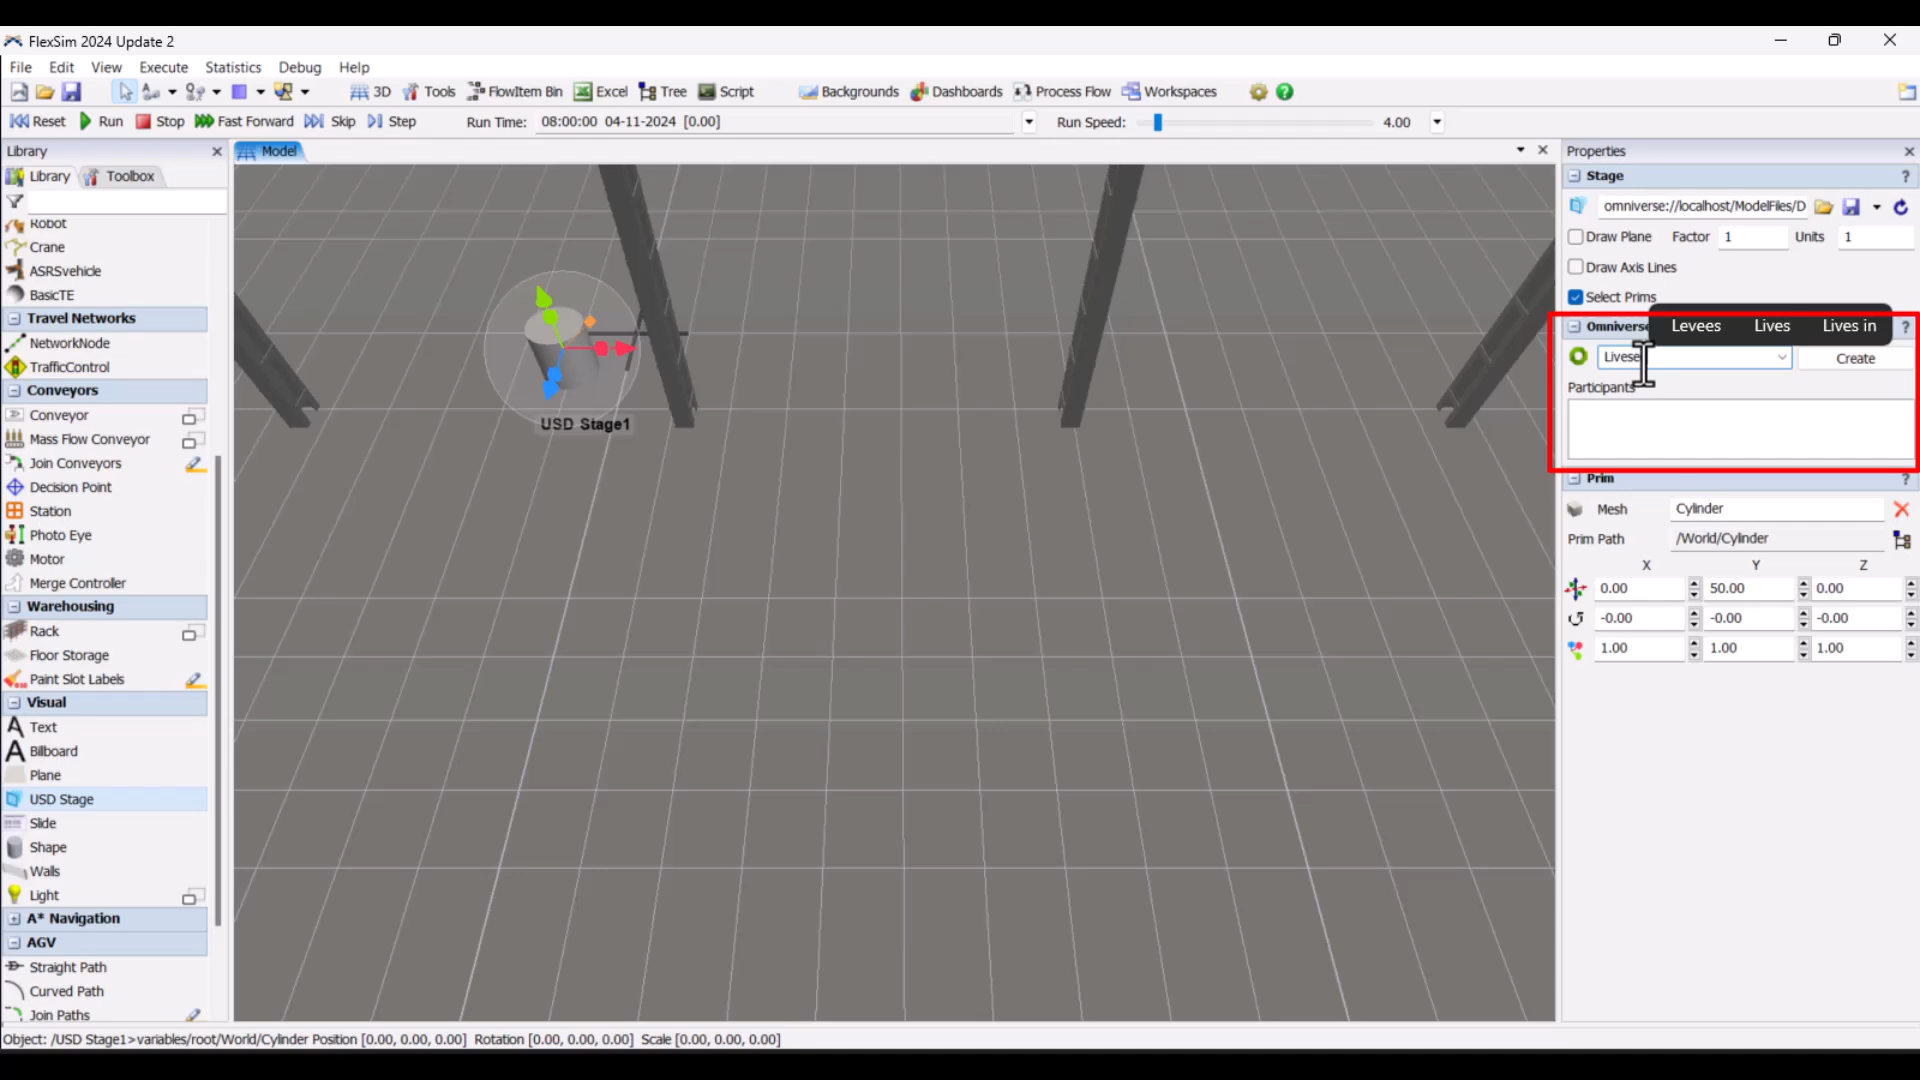 FlexSim 2024 Update 2
File Edit View Execute Statistics Debug Help
3D Tools FlowItem Bin Excel Tree Script Backgrounds Dashboards Process Flow Workspaces
Reset Run Stop Fast Forward Skip Step Run Time: 08:00:00 04-11-2024 [0.00] Run Speed: 4.00
Library
Library Toolbox
Robot
Crane
ASRSvehicle
BasicTE
Travel Networks
NetworkNode
TrafficControl
Conveyors
Conveyor
Mass Flow Conveyor
Join Conveyors
Decision Point
Station
Photo Eye
Motor
Merge Controller
Warehousing
Rack
Floor Storage
Paint Slot Labels
Visual
Text
Billboard
Plane
USD Stage
Slide
Shape
Walls
Light
A* Navigation
AGV
Straight Path
Curved Path
Join Paths
Model
USD Stage1
Properties
Stage
omniverse://localhost/ModelFiles/D
Draw Plane Factor 1 Units 1
Draw Axis Lines
Select Prims
Omniverse Levees Lives Lives in
Livese Create
Participants
Prim
Mesh Cylinder
Prim Path /World/Cylinder
X Y Z
0.00 50.00 0.00
-0.00 -0.00 -0.00
1.00 1.00 1.00
Object: /USD Stage1>variables/root/World/Cylinder Position [0.00, 0.00, 0.00] Rotation [0.00, 0.00, 0.00] Scale [0.00, 0.00, 0.00]